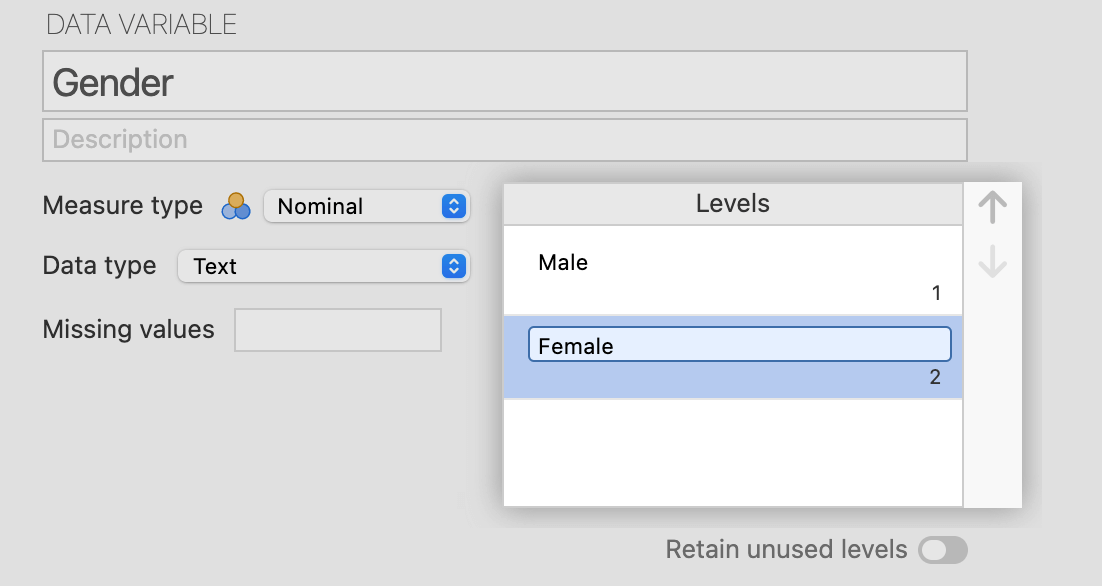 DATA VARIABLE
Gender
Description
Measure type Nominal
Data type Text
Missing values
Levels
Male
1
Female
2
Retain unused levels